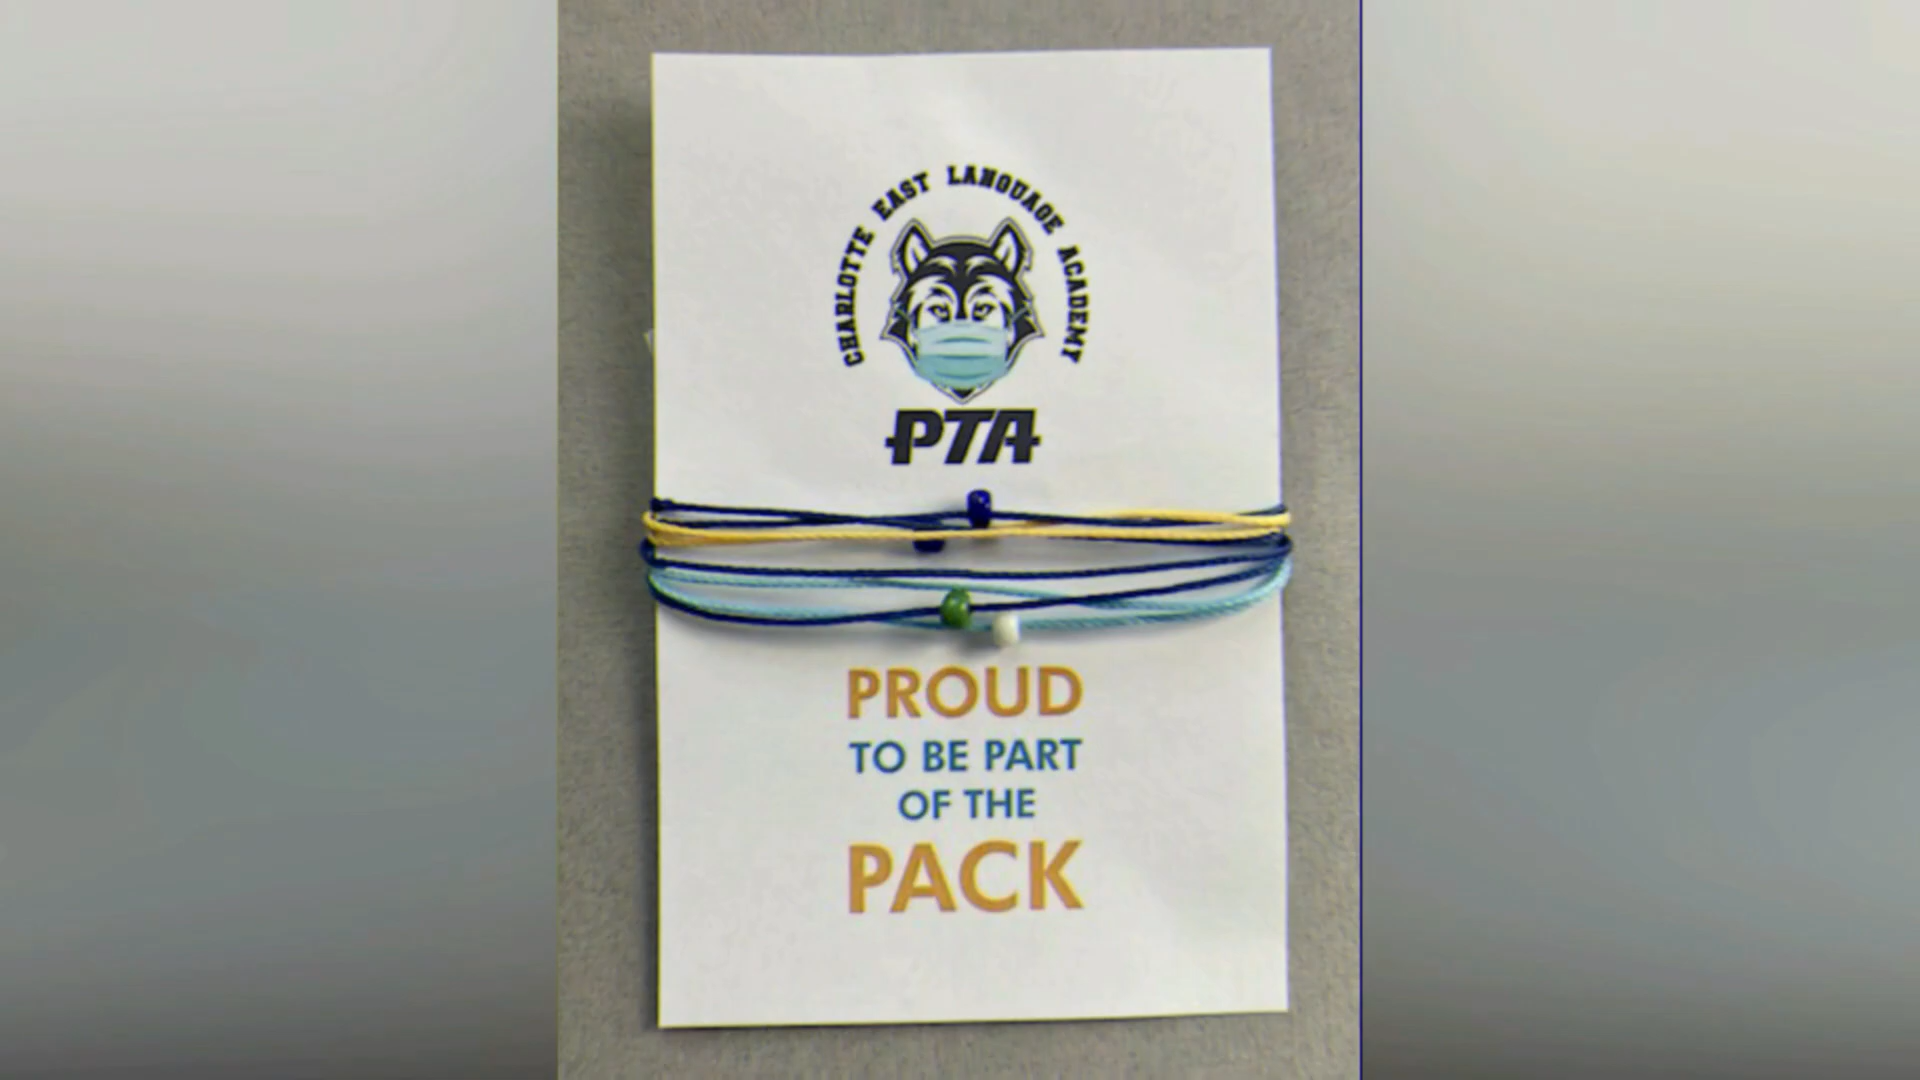 CHARLOTTE EAST LANGUAGE ACADEMY
PTA
PROUD
TO BE PART
OF THE
PACK